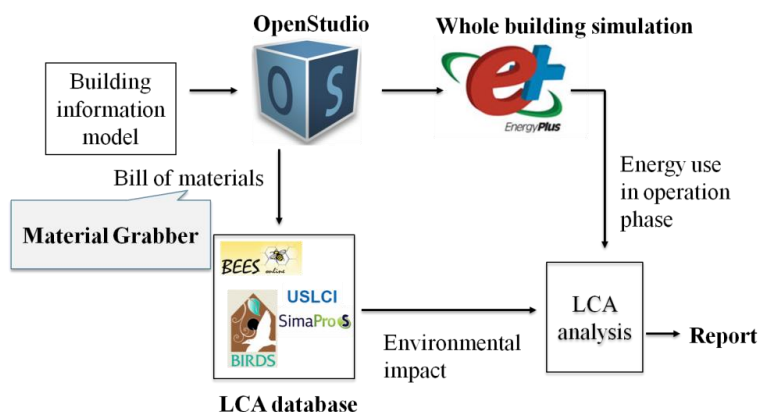 OpenStudio
Whole building simulation
Building
information
model
O S
e+
EnergyPlus
Bill of materials
Energy use
in operation
phase
Material Grabber
BEES
online
USLCI
SimaPro S
BIRDS
LCA
analysis
Report
Environmental
impact
LCA database